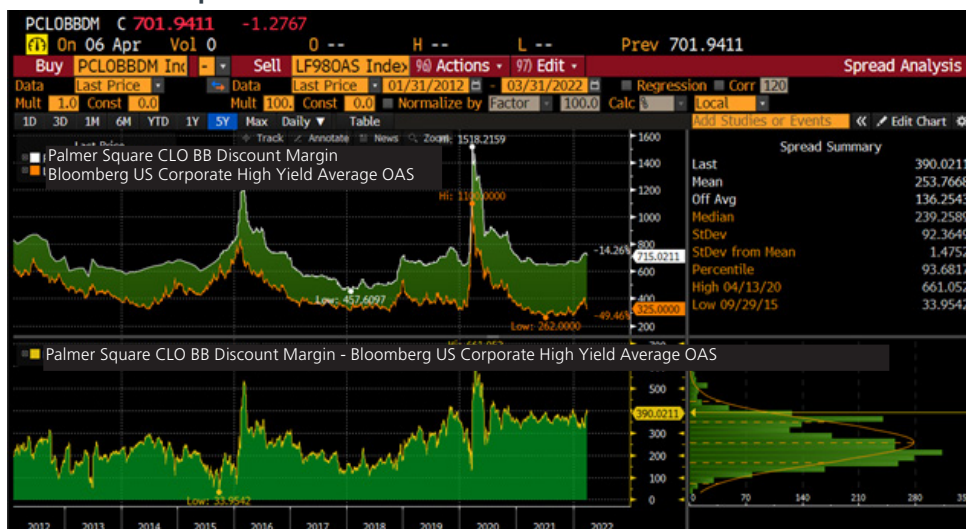 PCLOBBDM C 701.9411 -1.2767
On 06 Apr Vol 0 O -- H -- L -- Prev 701.9411
Buy PCLOBBDM Inc - Sell LF98OAS Index 96) Actions 97) Edit Spread Analysis
Data Last Price Data Last Price 01/31/2012 - 03/31/2022 Regression Corr 120
Mult 1.0 Const 0.0 Mult 100. Const 0.0 Normalize by Factor 100.0 Calc % Local
1D 3D 1M 6M YTD 1Y 5Y Max Daily ▼ Table Add Studies or Events « Edit Chart
Track Annotate News Zoom
Hi: 1518.2159
Palmer Square CLO BB Discount Margin
Bloomberg US Corporate High Yield Average OAS
Hi: 1100.0000
Low: 457.6097
Low: 262.0000
1600
1400
1200
1000
800
-14.26% 715.0211
600
400
-49.46% 325.0000
200
Spread Summary
Last 390.0211
Mean 253.7668
Off Avg 136.2543
Median 239.2589
StDev 92.3649
StDev from Mean 1.4752
Percentile 93.6817
High 04/13/20 661.052
Low 09/29/15 33.9542
Palmer Square CLO BB Discount Margin - Bloomberg US Corporate High Yield Average OAS
Low: 33.9542
500
390.0211
300
200
100
0
0 70 140 210 280 35
2012 2013 2014 2015 2016 2017 2018 2019 2020 2021 2022